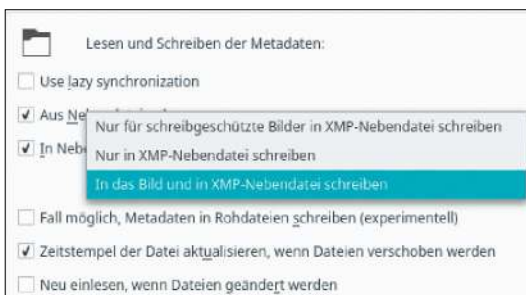 Lesen und Schreiben der Metadaten:
Use lazy synchronization
Aus
Nur für schreibgeschützte Bilder in XMP-Nebendatei schreiben
In
Nur in XMP-Nebendatei schreiben
In das Bild und in XMP-Nebendatei schreiben
Fall möglich, Metadaten in Rohdateien schreiben (experimentell)
Zeitstempel der Datei aktualisieren, wenn Dateien verschoben werden
Neu einlesen, wenn Dateien geändert werden